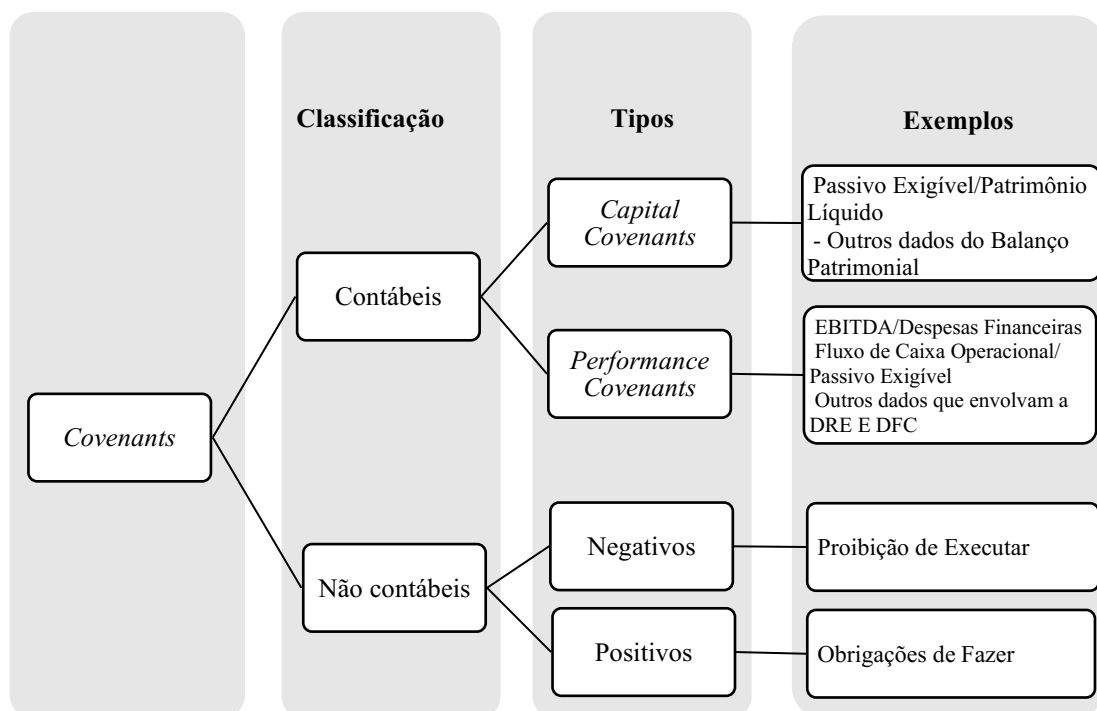 Classificação
Tipos
Exemplos
Covenants
Contábeis
Capital
Covenants
Passivo Exigível/Patrimônio
Líquido
- Outros dados do Balanço
Patrimonial
Performance
Covenants
EBITDA/Despesas Financeiras
Fluxo de Caixa Operacional/
Passivo Exigível
Outros dados que envolvam a
DRE E DFC
Não contábeis
Negativos
Proibição de Executar
Positivos
Obrigações de Fazer